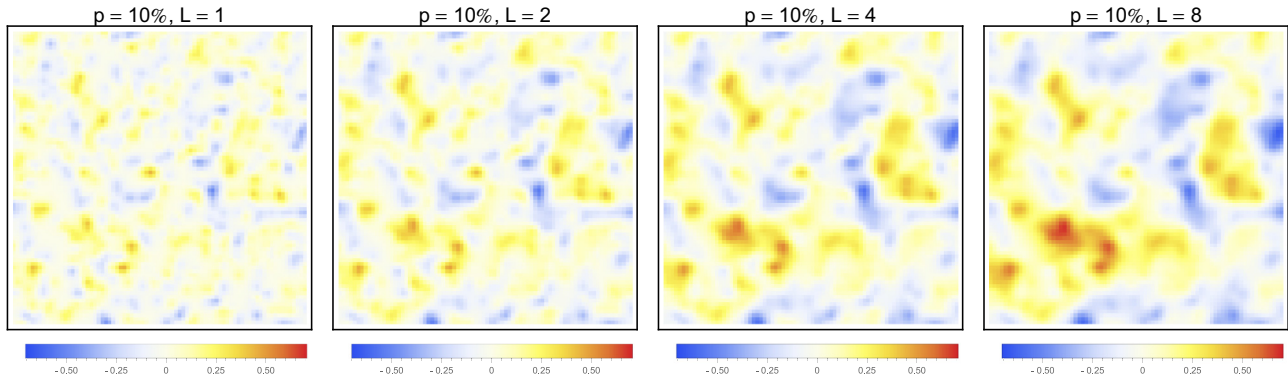 p = 10%, L = 1
p = 10%, L = 2
p = 10%, L = 4
p = 10%, L = 8
- 0.50 - 0.25 0 0.25 0.50
- 0.50 - 0.25 0 0.25 0.50
- 0.50 - 0.25 0 0.25 0.50
- 0.50 - 0.25 0 0.25 0.50